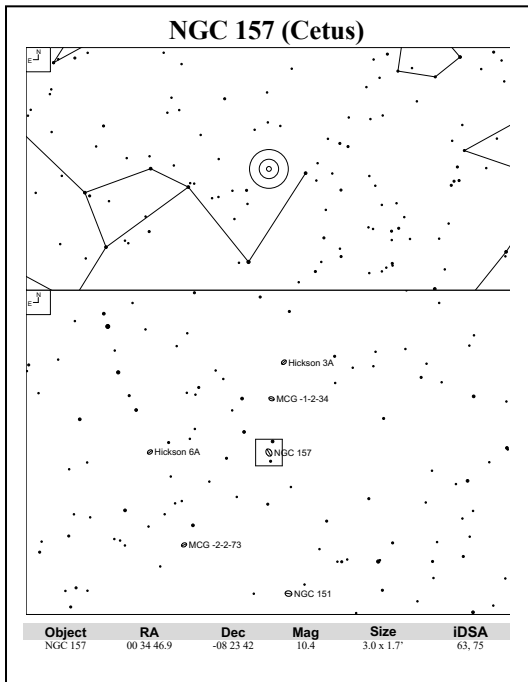 NGC 157 (Cetus)
N
E
N
E
Hickson 3A
MCG -1-2-34
NGC 157
Hickson 6A
MCG -2-2-73
NGC 151
Object RA Dec Mag Size iDSA
NGC 157 00 34 46.9 -08 23 42 10.4 3.0 x 1.7' 63, 75